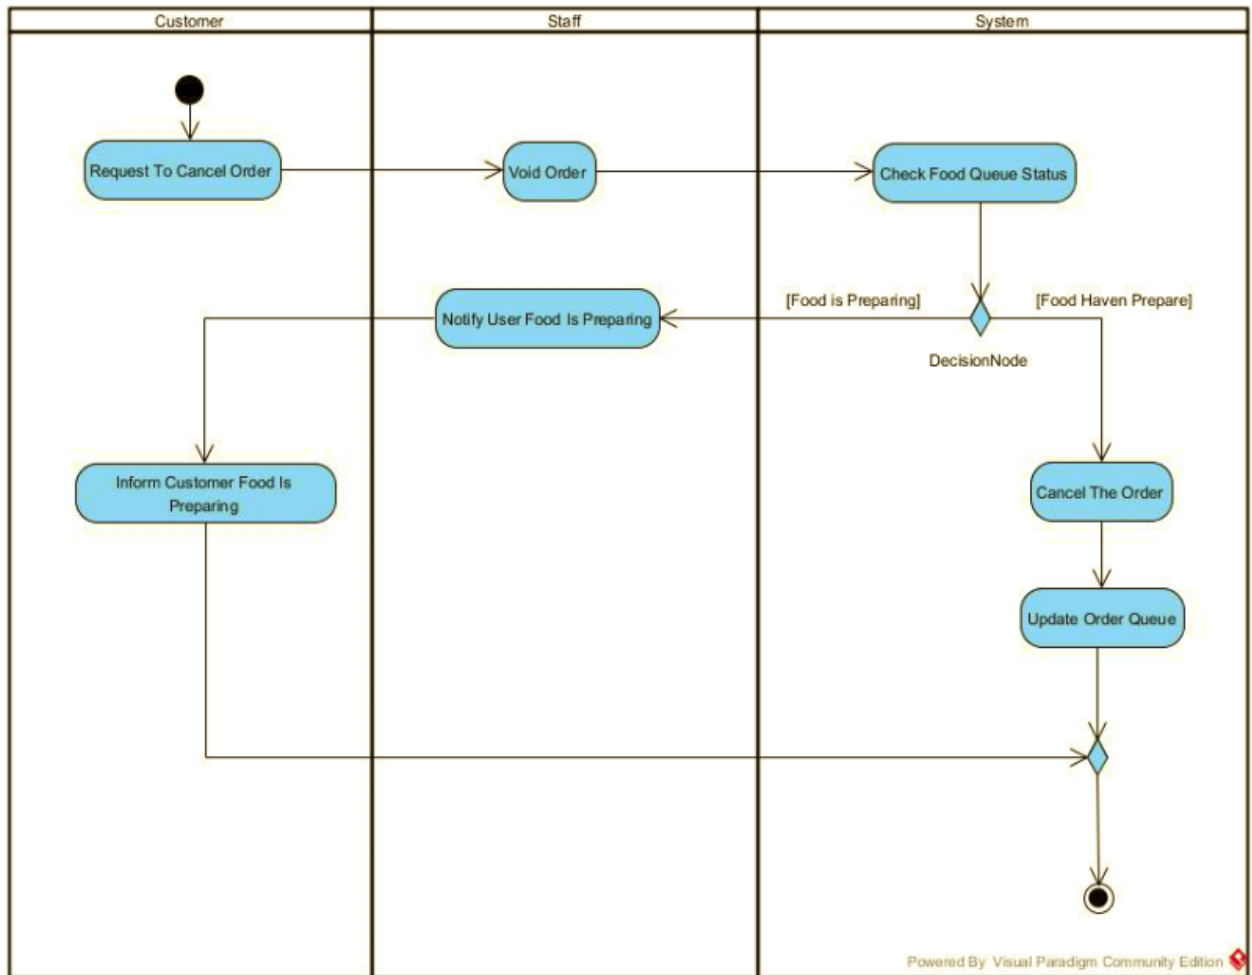 Customer
Staff
System
Request To Cancel Order
Void Order
Check Food Queue Status
[Food is Preparing]
[Food Haven Prepare]
Notify User Food Is Preparing
DecisionNode
Inform Customer Food Is
Preparing
Cancel The Order
Update Order Queue
Powered By Visual Paradigm Community Edition